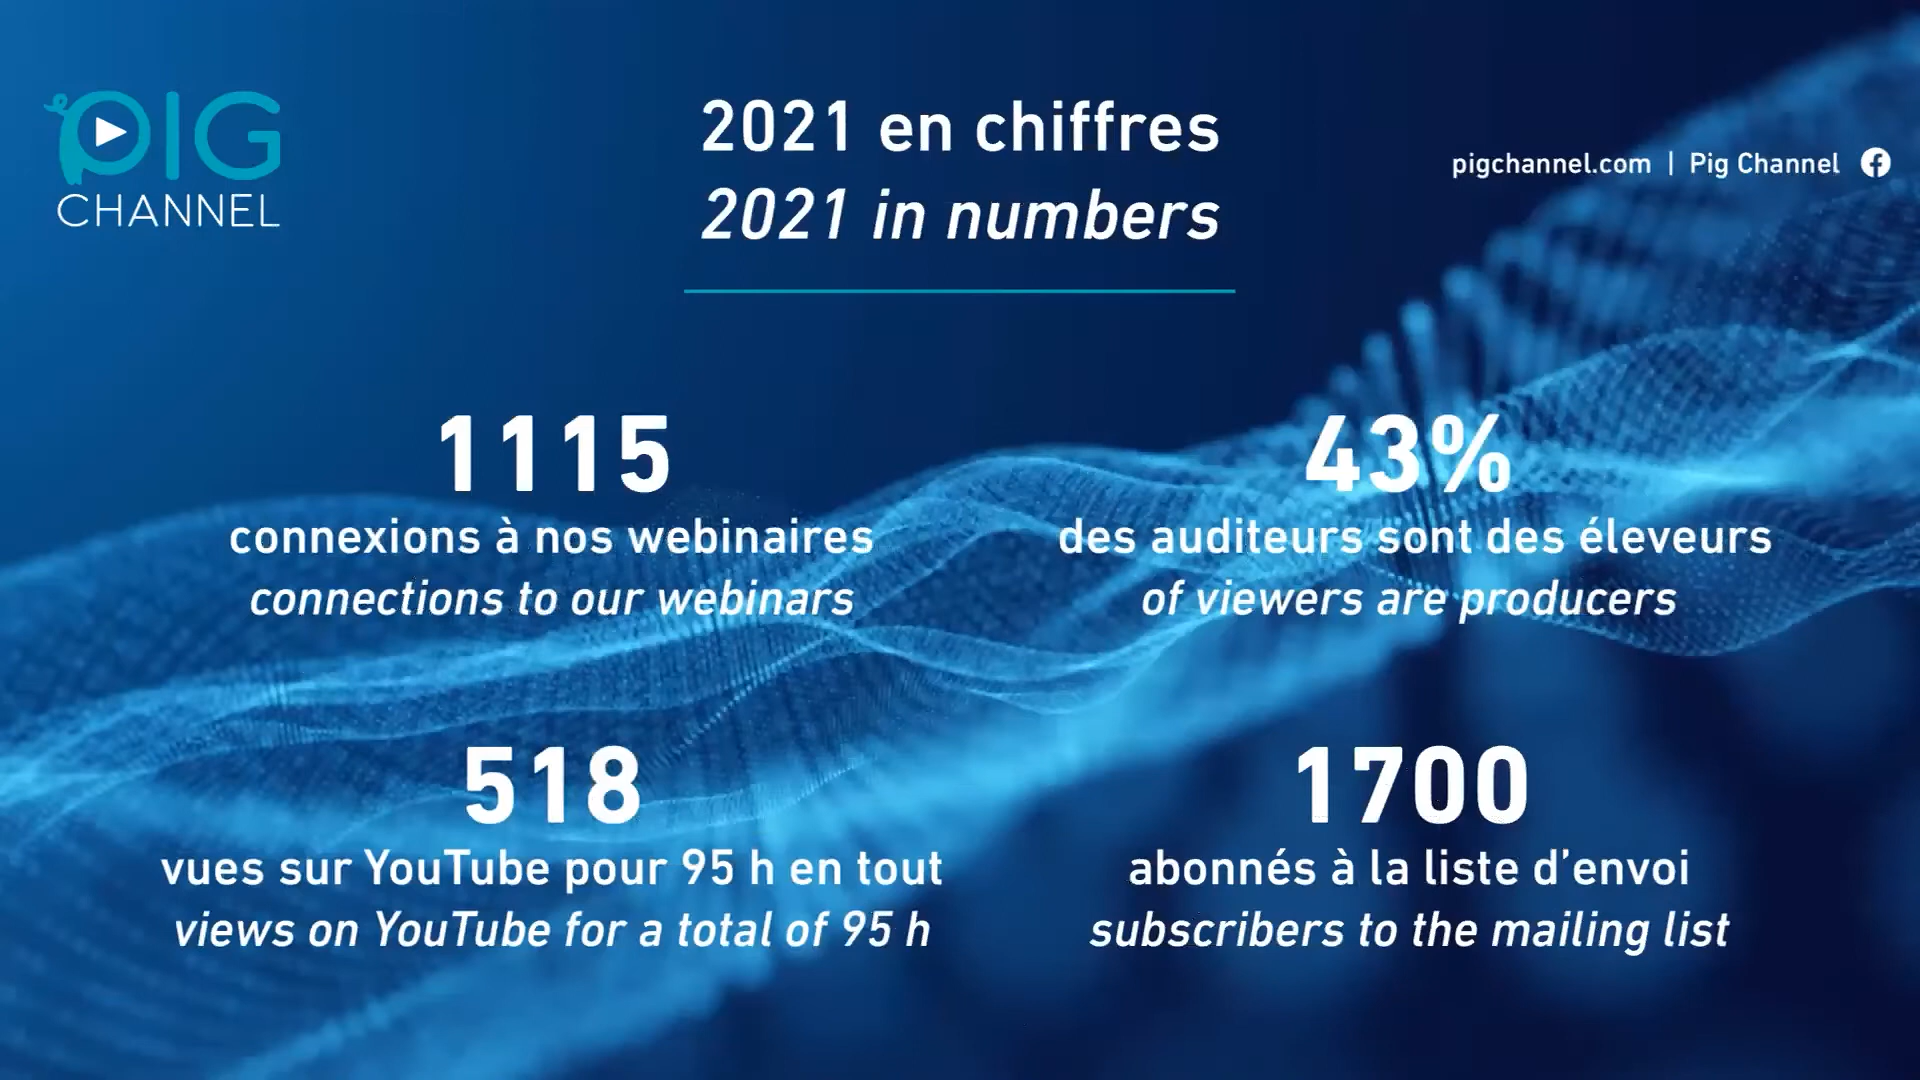 PIG
CHANNEL
2021 en chiffres
2021 in numbers
pigchannel.com | Pig Channel
1115
connexions à nos webinaires
connections to our webinars
43%
des auditeurs sont des éleveurs
of viewers are producers
518
vues sur YouTube pour 95 h en tout
views on YouTube for a total of 95 h
1700
abonnés à la liste d’envoi
subscribers to the mailing list